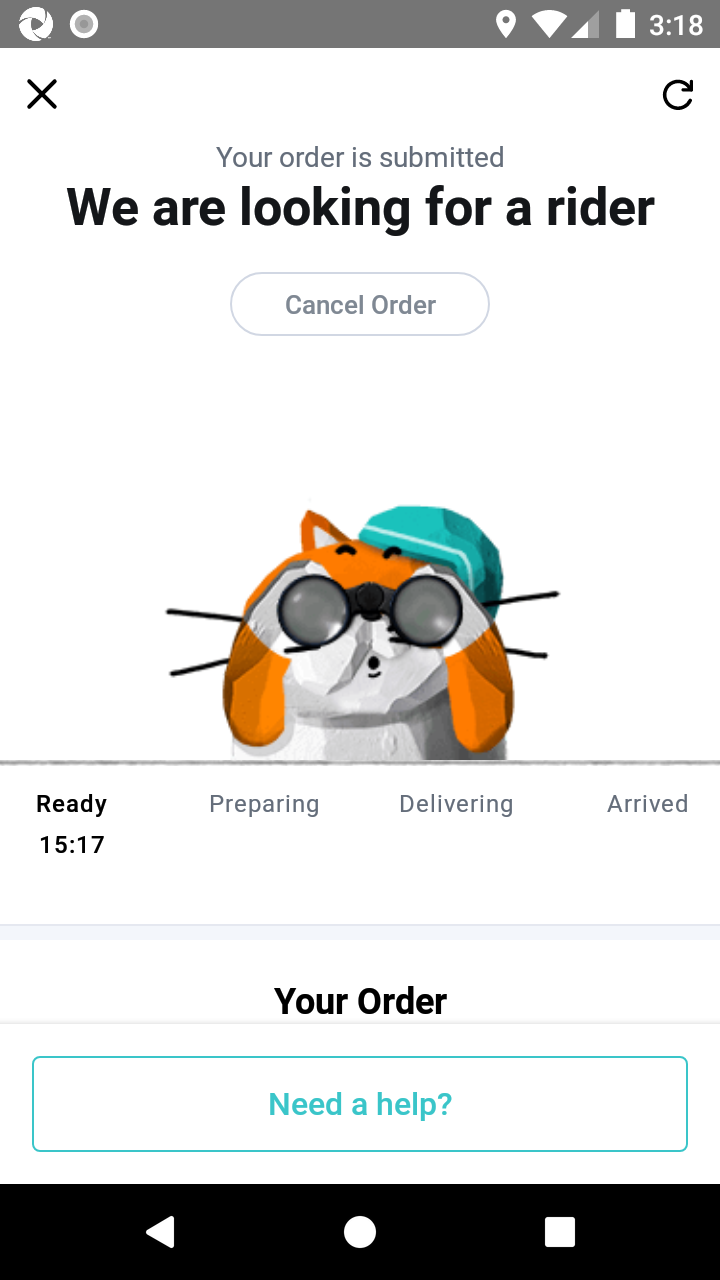 3:18
Your order is submitted
We are looking for a rider
Cancel Order
Ready
Preparing
Delivering
Arrived
15:17
Your Order
Need a help?